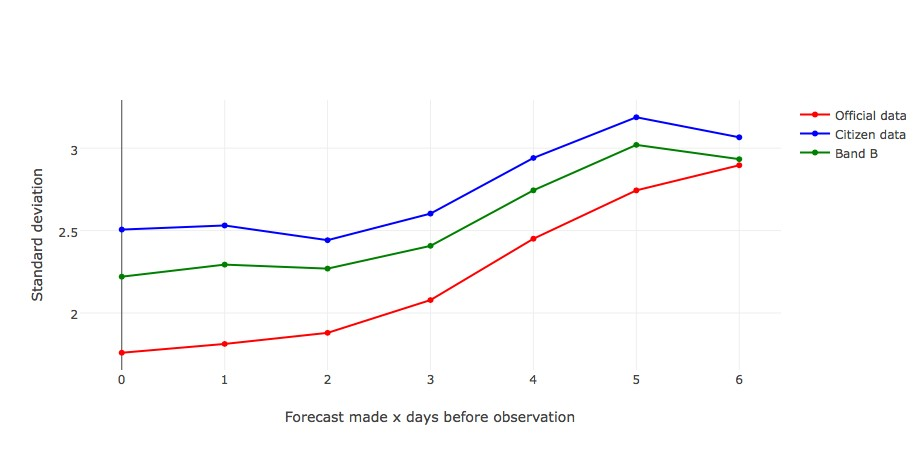 Official data
Citizen data
Band B
3
2.5
2
Standard deviation
0 1 2 3 4 5 6
Forecast made x days before observation